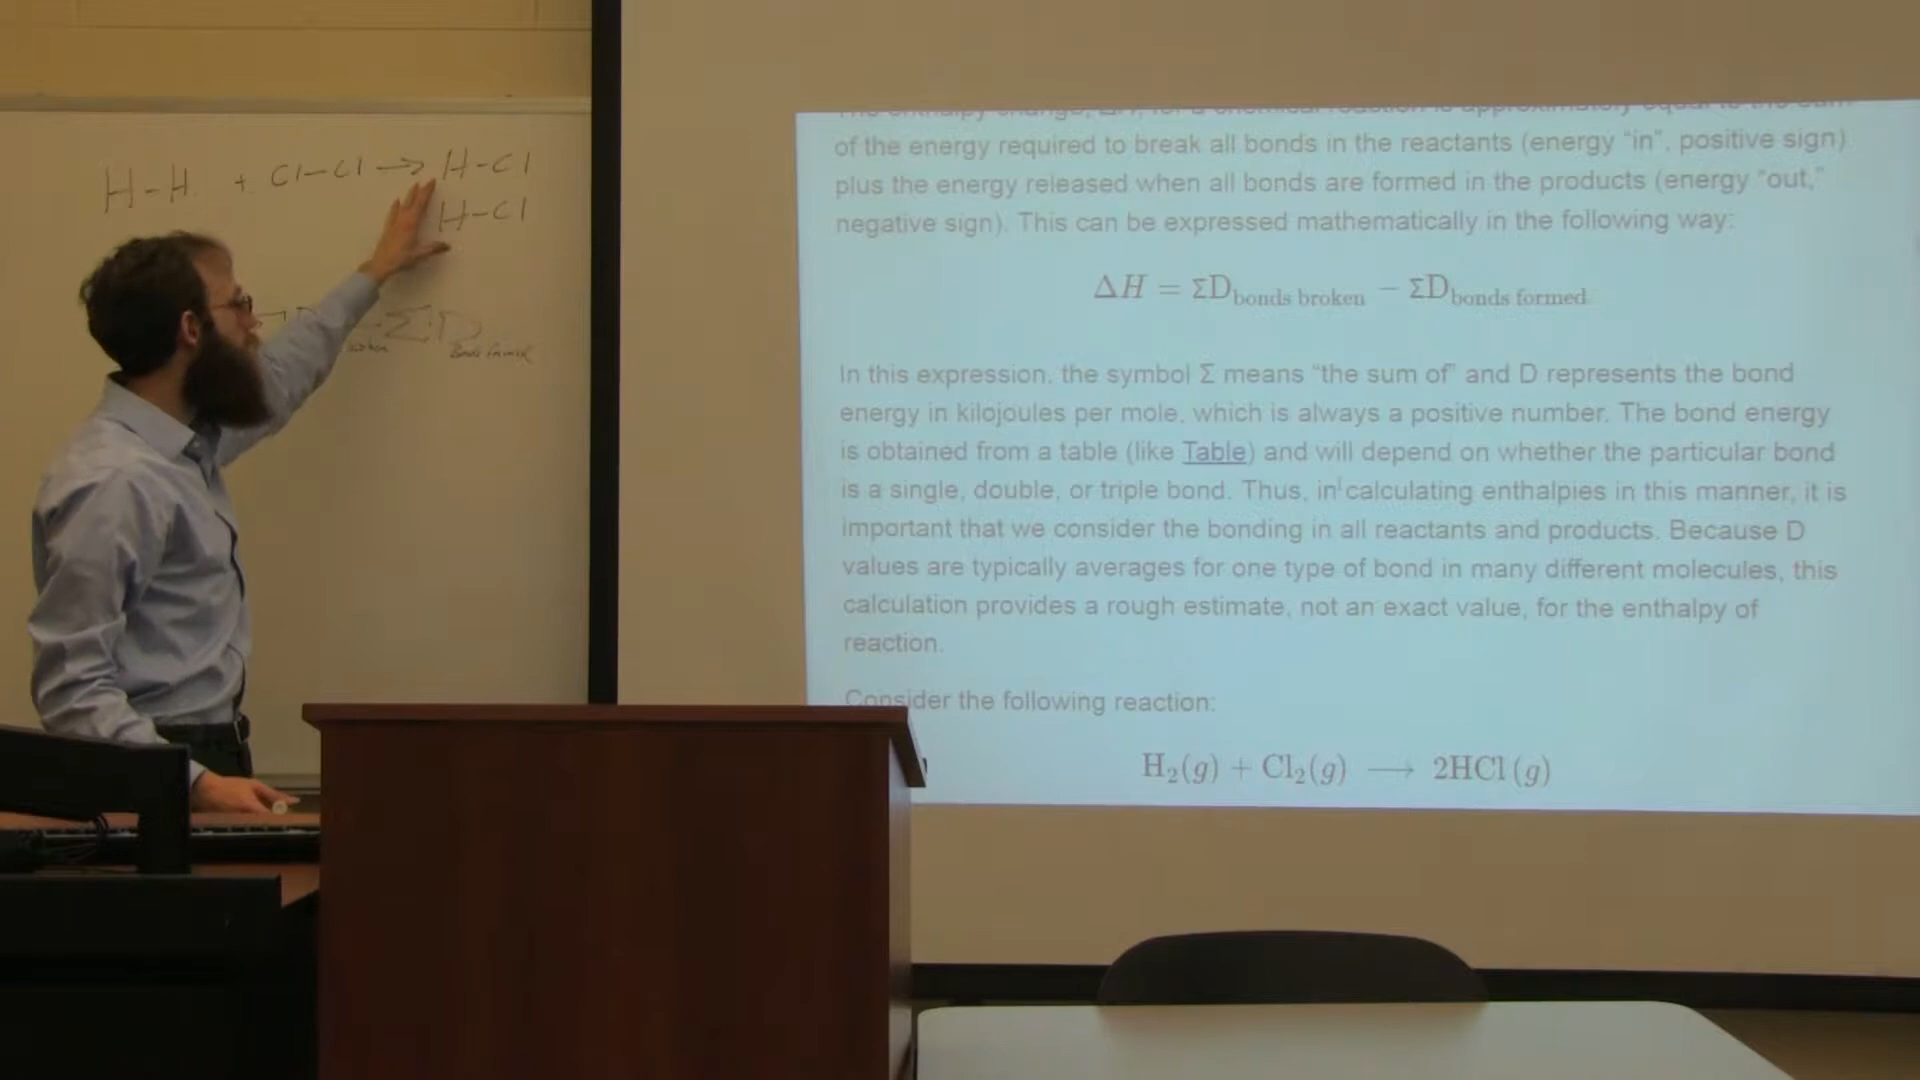 H-H + Cl-Cl → H-Cl
H-Cl
Σ D
Bonds formed
of the energy required to break all bonds in the reactants (energy “in”, positive sign)
plus the energy released when all bonds are formed in the products (energy “out,”
negative sign). This can be expressed mathematically in the following way:
ΔH = ΣD bonds broken − ΣD bonds formed
In this expression, the symbol Σ means “the sum of” and D represents the bond
energy in kilojoules per mole, which is always a positive number. The bond energy
is obtained from a table (like Table) and will depend on whether the particular bond
is a single, double, or triple bond. Thus, in calculating enthalpies in this manner, it is
important that we consider the bonding in all reactants and products. Because D
values are typically averages for one type of bond in many different molecules, this
calculation provides a rough estimate, not an exact value, for the enthalpy of
reaction.
Consider the following reaction:
H₂(g) + Cl₂(g) ⟶ 2HCl (g)